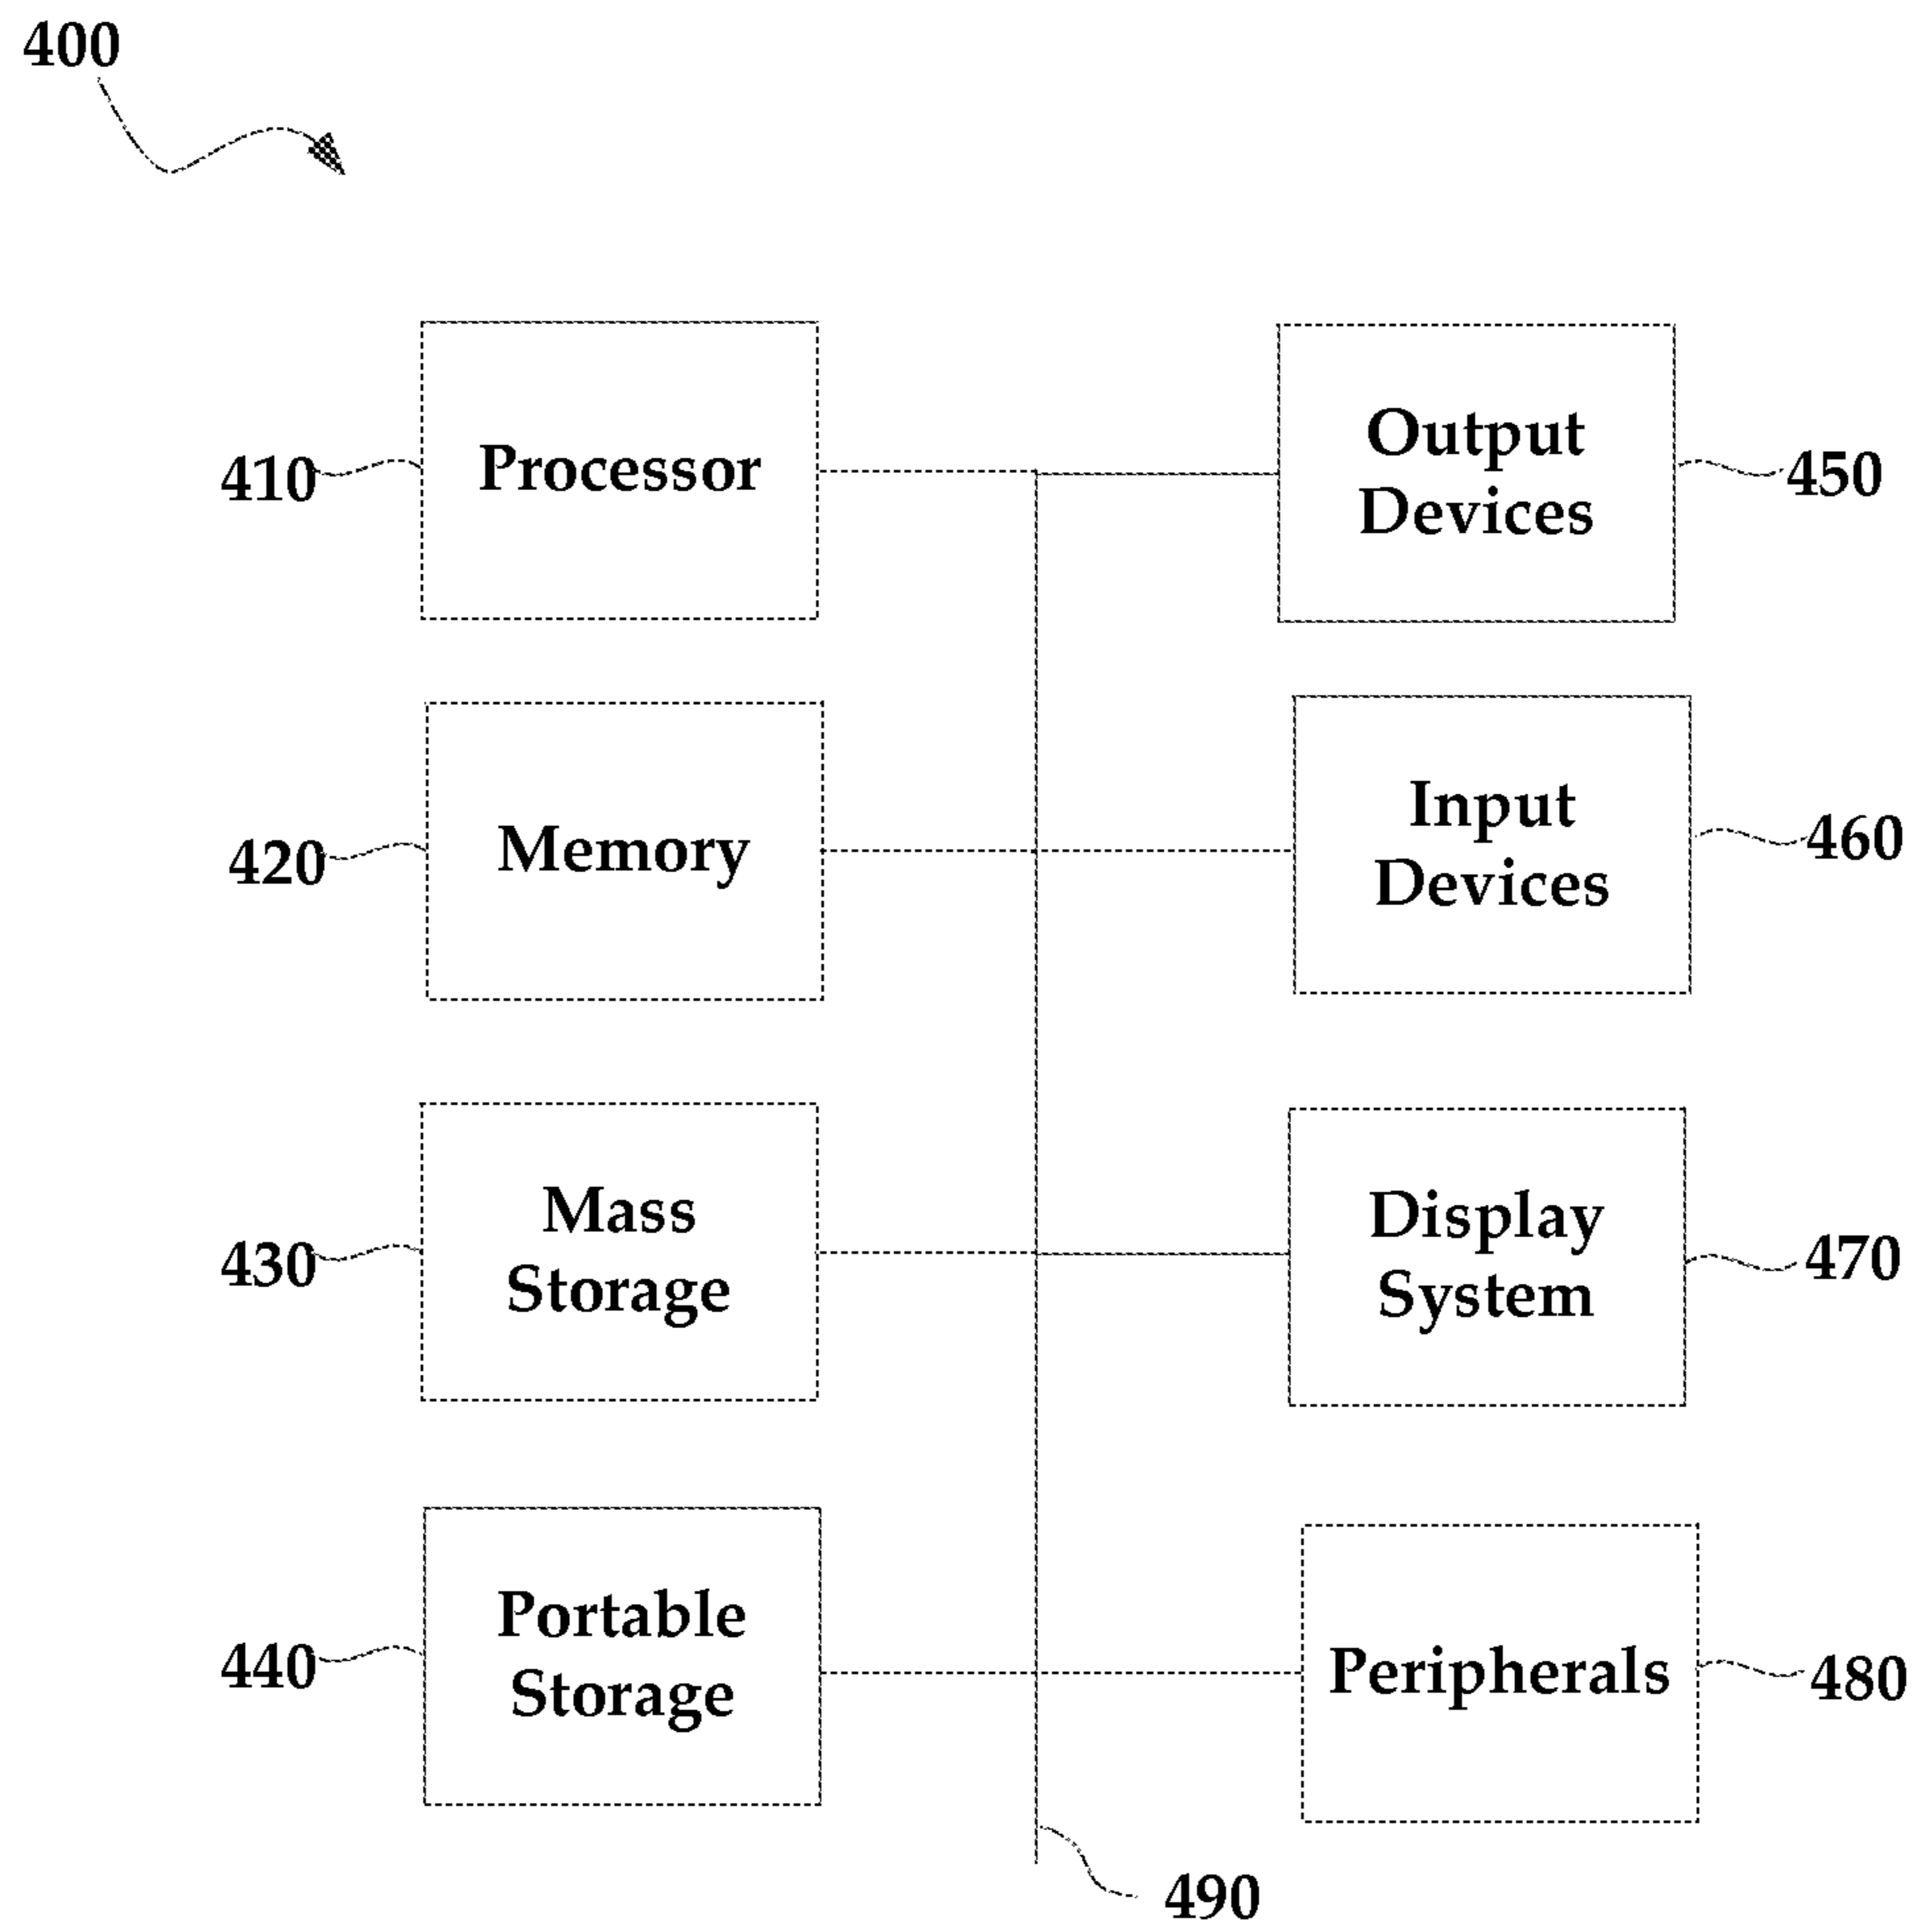 400
410
Processor
Output
Devices
450
420
Memory
Input
Devices
460
430
Mass
Storage
Display
System
470
440
Portable
Storage
Peripherals
480
490